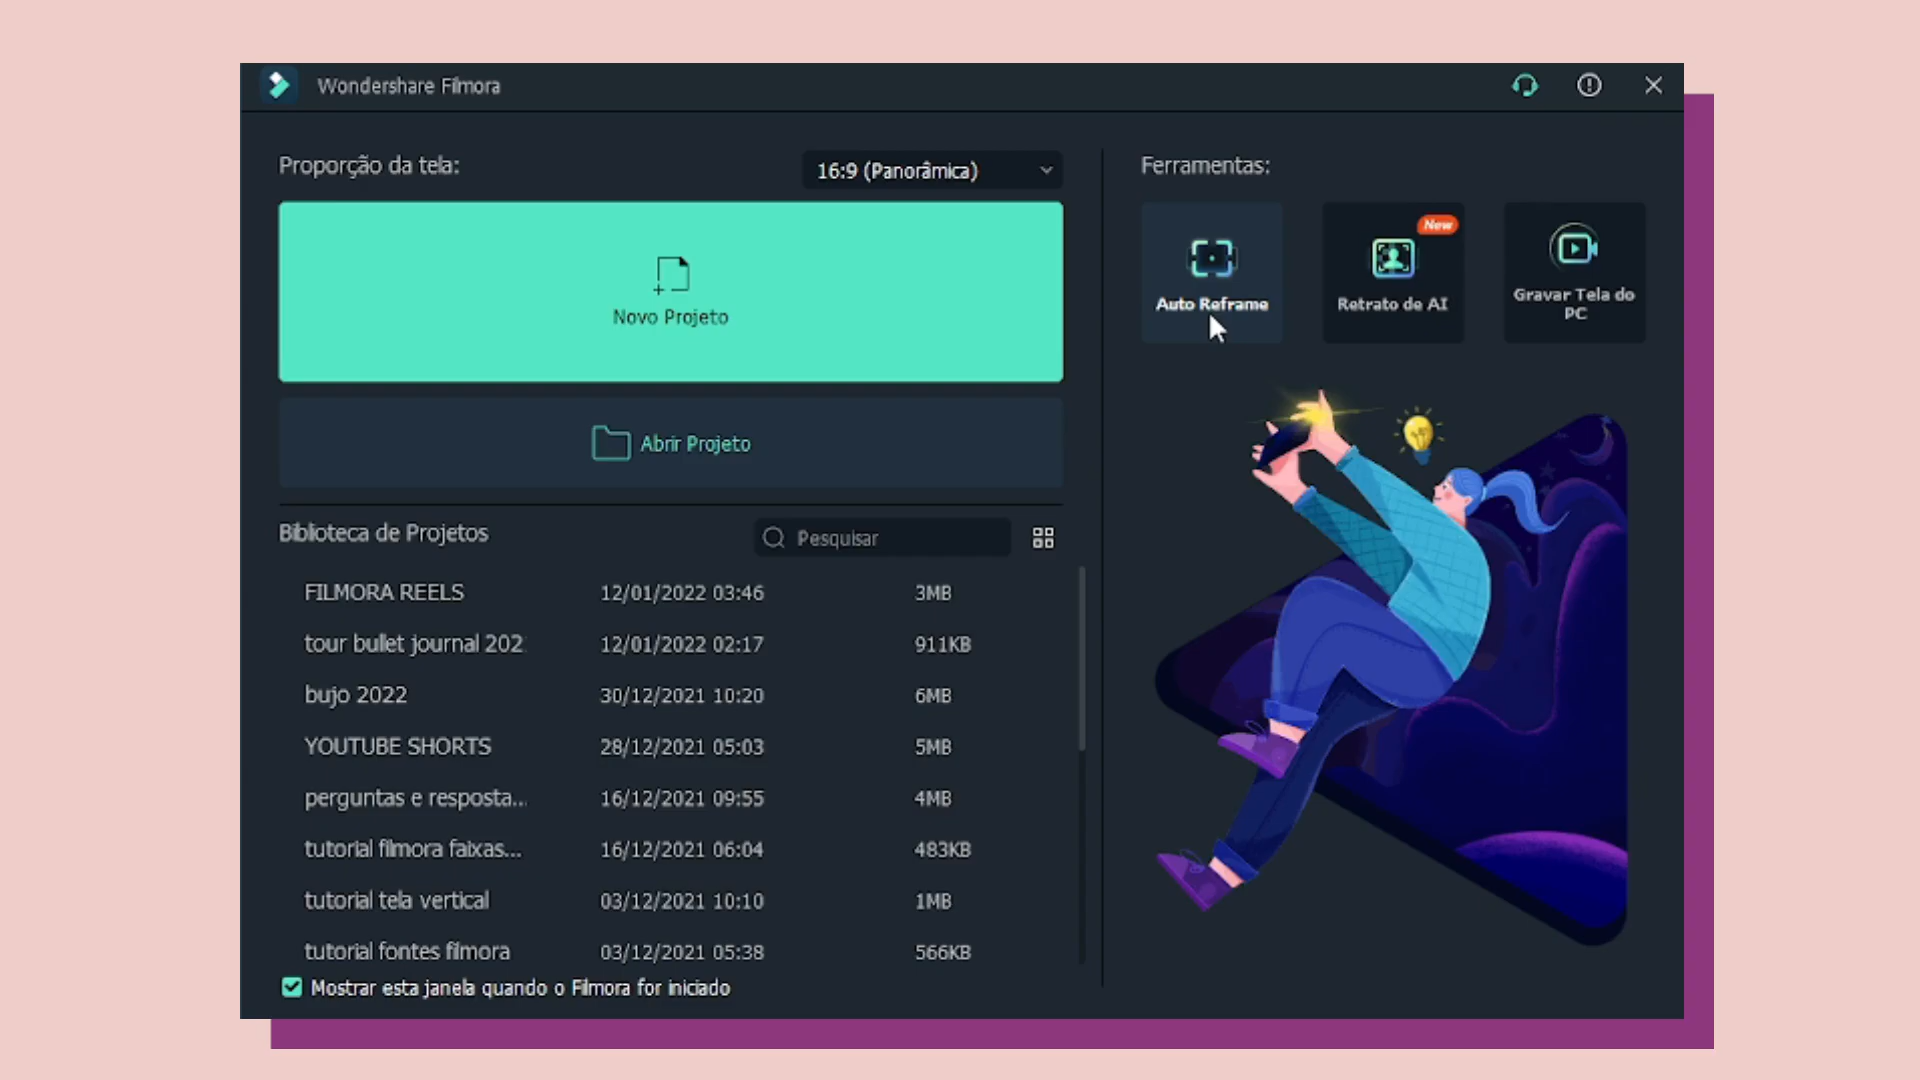 Wondershare Filmora
Proporção da tela:
16:9 (Panorâmica)
Novo Projeto
Abrir Projeto
Biblioteca de Projetos
Pesquisar
FILMORA REELS 12/01/2022 03:46 3MB
tour bullet journal 202 12/01/2022 02:17 911KB
bujo 2022 30/12/2021 10:20 6MB
YOUTUBE SHORTS 28/12/2021 05:03 5MB
perguntas e resposta... 16/12/2021 09:55 4MB
tutorial filmora faixas... 16/12/2021 06:04 483KB
tutorial tela vertical 03/12/2021 10:10 1MB
tutorial fontes filmora 03/12/2021 05:38 566KB
Mostrar esta janela quando o Filmora for iniciado
Ferramentas:
Auto Reframe
New
Retrato de AI
Gravar Tela do
PC